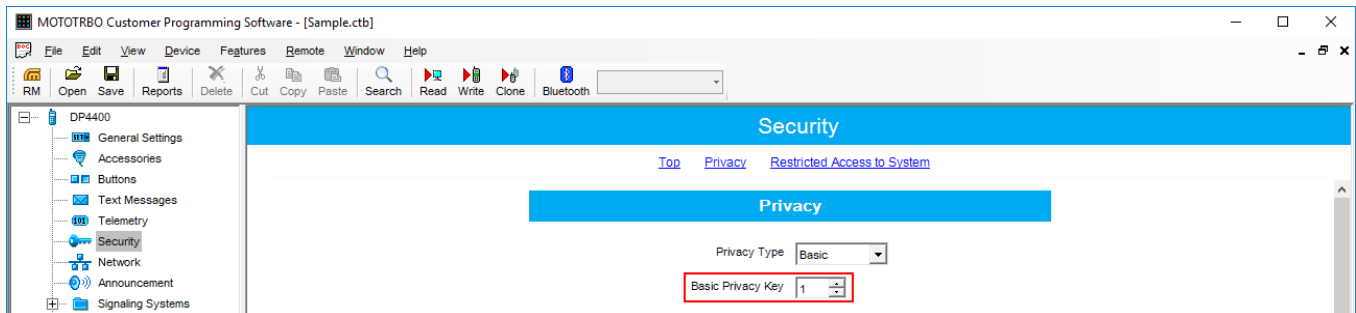 MOTOTRBO Customer Programming Software - [Sample.ctb]
File Edit View Device Features Remote Window Help
RM Open Save Reports Delete Cut Copy Paste Search Read Write Clone Bluetooth
DP4400
General Settings
Accessories
Buttons
Text Messages
Telemetry
Security
Network
Announcement
Signaling Systems
Security
Top Privacy Restricted Access to System
Privacy
Privacy Type Basic
Basic Privacy Key 1